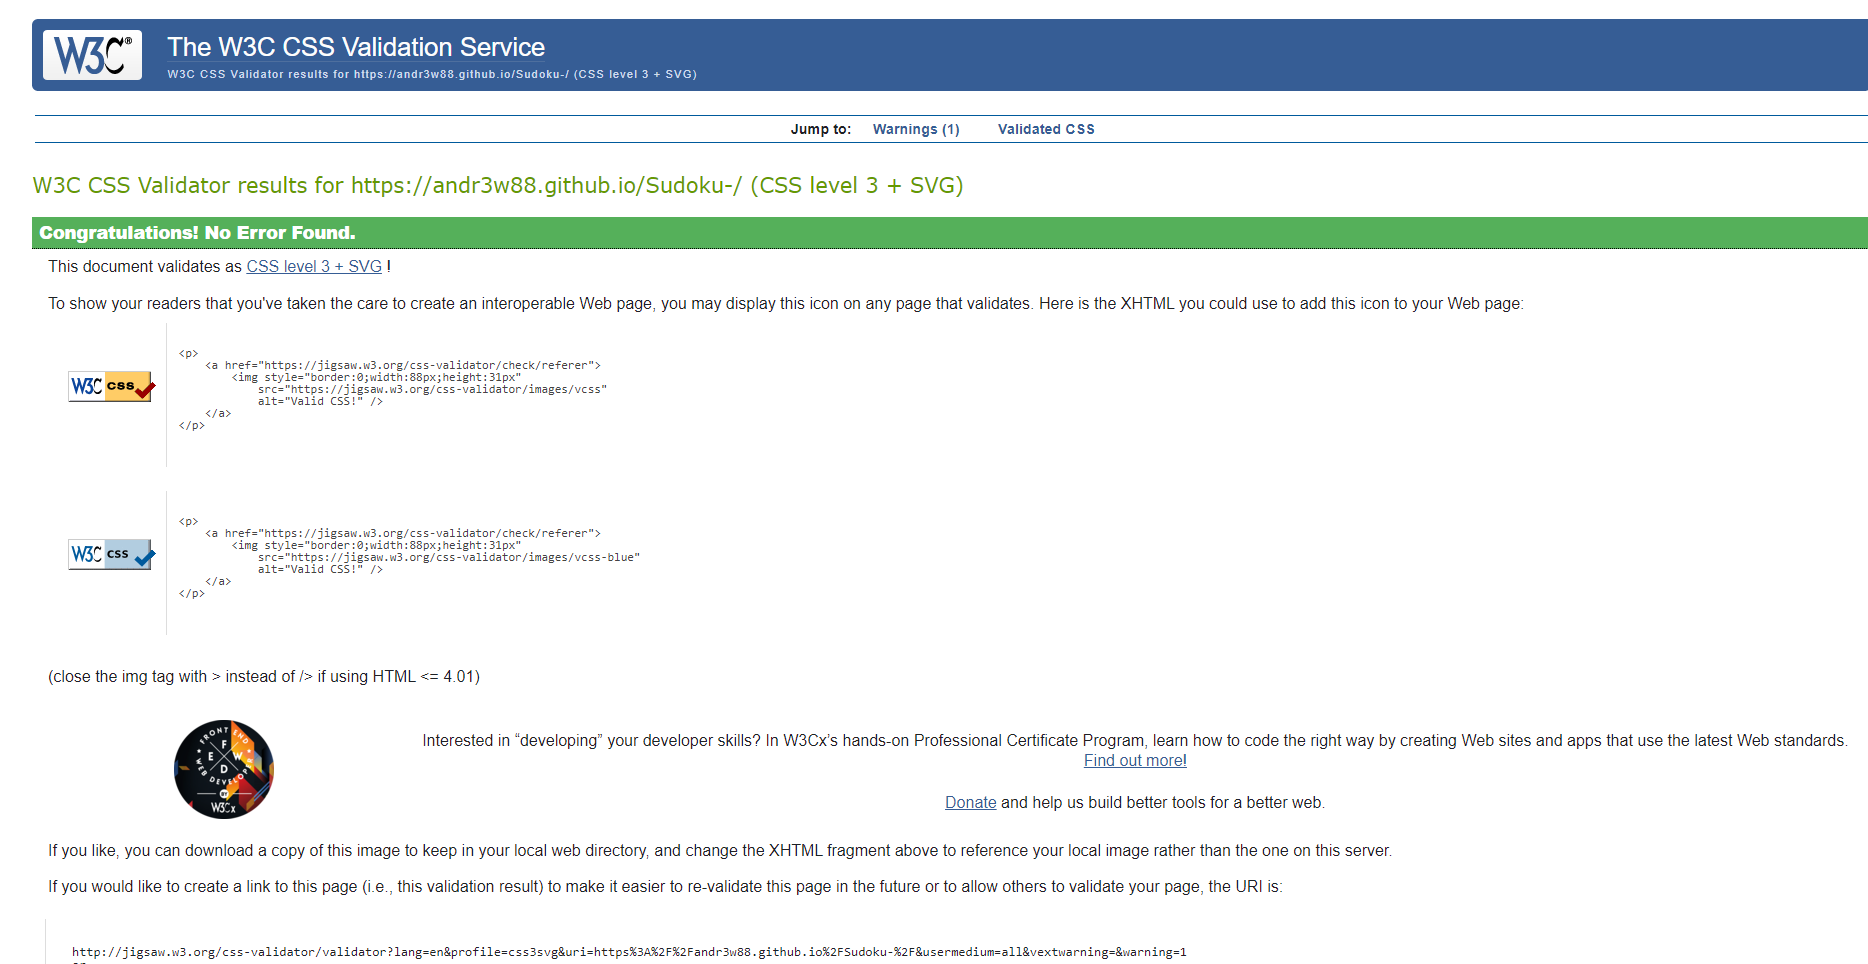 W3C®
The W3C CSS Validation Service
W3C CSS Validator results for https://andr3w88.github.io/Sudoku-/ (CSS level 3 + SVG)
Jump to: Warnings (1) Validated CSS
W3C CSS Validator results for https://andr3w88.github.io/Sudoku-/ (CSS level 3 + SVG)
Congratulations! No Error Found.
This document validates as CSS level 3 + SVG !
To show your readers that you've taken the care to create an interoperable Web page, you may display this icon on any page that validates. Here is the XHTML you could use to add this icon to your Web page:
W3C css
<p>
<a href="https://jigsaw.w3.org/css-validator/check/referer">
<img style="border:0;width:88px;height:31px"
src="https://jigsaw.w3.org/css-validator/images/vcss"
alt="Valid CSS!" />
</a>
</p>
W3C css
<p>
<a href="https://jigsaw.w3.org/css-validator/check/referer">
<img style="border:0;width:88px;height:31px"
src="https://jigsaw.w3.org/css-validator/images/vcss-blue"
alt="Valid CSS!" />
</a>
</p>
(close the img tag with > instead of /> if using HTML <= 4.01)
FRONT END
F
E W
D
WEB DEVELOPER
BY
W3Cx
Interested in “developing” your developer skills? In W3Cx’s hands-on Professional Certificate Program, learn how to code the right way by creating Web sites and apps that use the latest Web standards.
Find out more!
Donate and help us build better tools for a better web.
If you like, you can download a copy of this image to keep in your local web directory, and change the XHTML fragment above to reference your local image rather than the one on this server.
If you would like to create a link to this page (i.e., this validation result) to make it easier to re-validate this page in the future or to allow others to validate your page, the URI is:
http://jigsaw.w3.org/css-validator/validator?lang=en&profile=css3svg&uri=https%3A%2F%2Fandr3w88.github.io%2FSudoku-%2F&usermedium=all&vextwarning=&warning=1